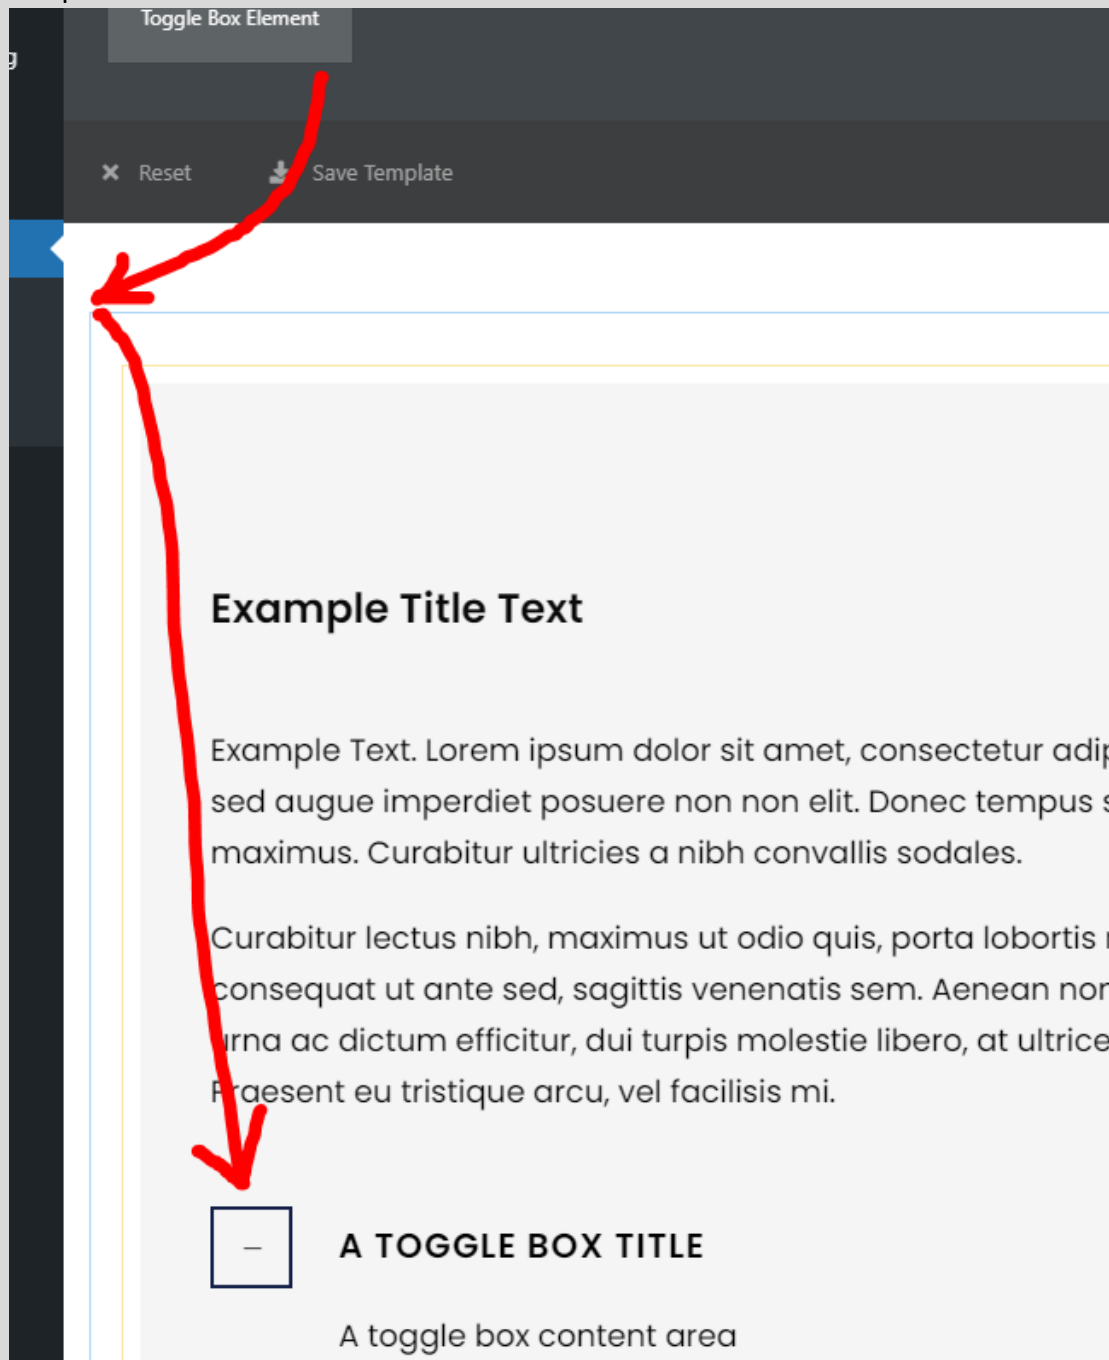 Toggle Box Element
Reset
Save Template
Example Title Text
Example Text. Lorem ipsum dolor sit amet, consectetur
sed augue imperdiet posuere non non elit. Donec tempus
maximus. Curabitur ultricies a nibh convallis sodales.
Curabitur lectus nibh, maximus ut odio quis, porta lobortis
consequat ut ante sed, sagittis venenatis sem. Aenean
urna ac dictum efficitur, dui turpis molestie libero, at
Praesent eu tristique arcu, vel facilisis mi.
A TOGGLE BOX TITLE
A toggle box content area